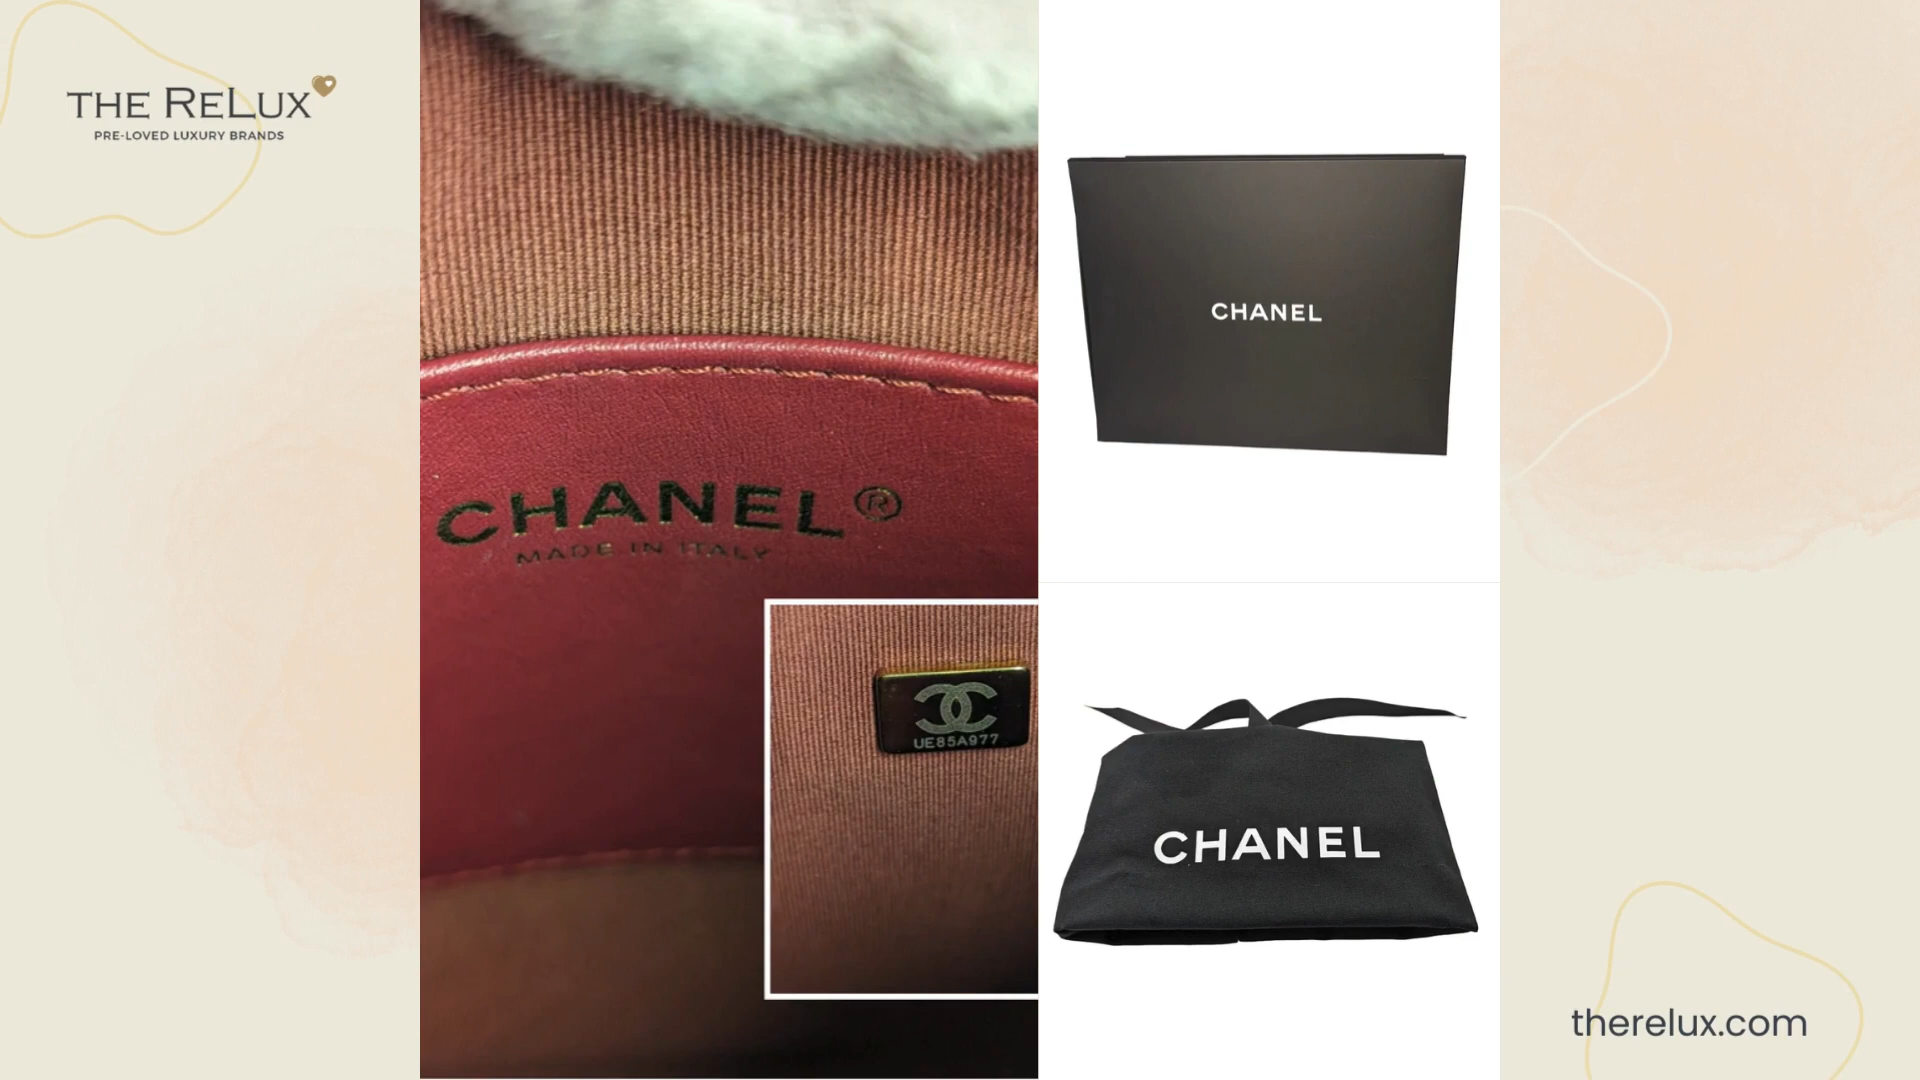 THE RELUX
PRE-LOVED LUXURY BRANDS
CHANEL®
MADE IN ITALY
UE85A977
CHANEL
CHANEL
therelux.com